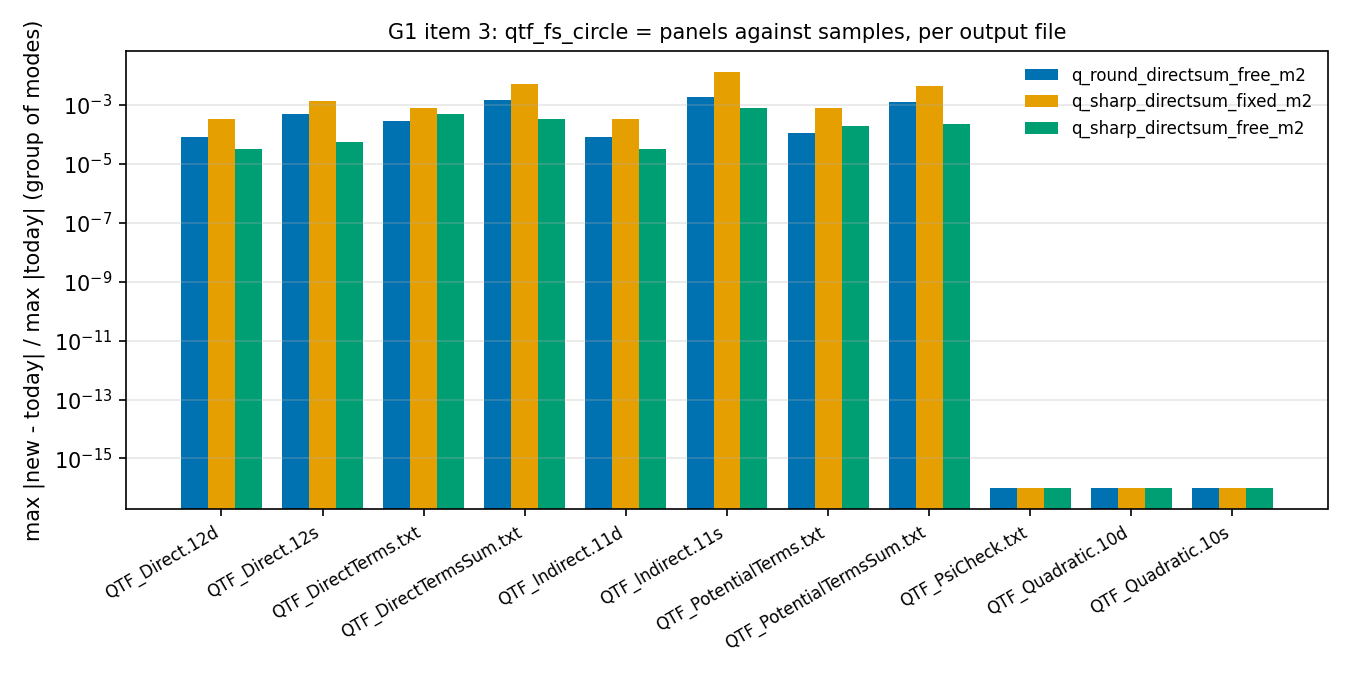 G1 item 3: qtf_fs_circle = panels against samples, per output file
max |new - today| / max |today| (group of modes)
10⁻³
10⁻⁵
10⁻⁷
10⁻⁹
10⁻¹¹
10⁻¹³
10⁻¹⁵
q_round_directsum_free_m2
q_sharp_directsum_fixed_m2
q_sharp_directsum_free_m2
QTF_Direct.12d
QTF_Direct.12s
QTF_DirectTerms.txt
QTF_DirectTermsSum.txt
QTF_Indirect.11d
QTF_Indirect.11s
QTF_PotentialTerms.txt
QTF_PotentialTermsSum.txt
QTF_PsiCheck.txt
QTF_Quadratic.10d
QTF_Quadratic.10s